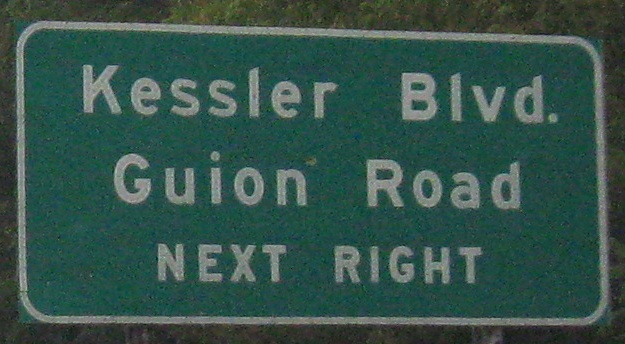 Kessler Blvd.
Guion Road
NEXT RIGHT